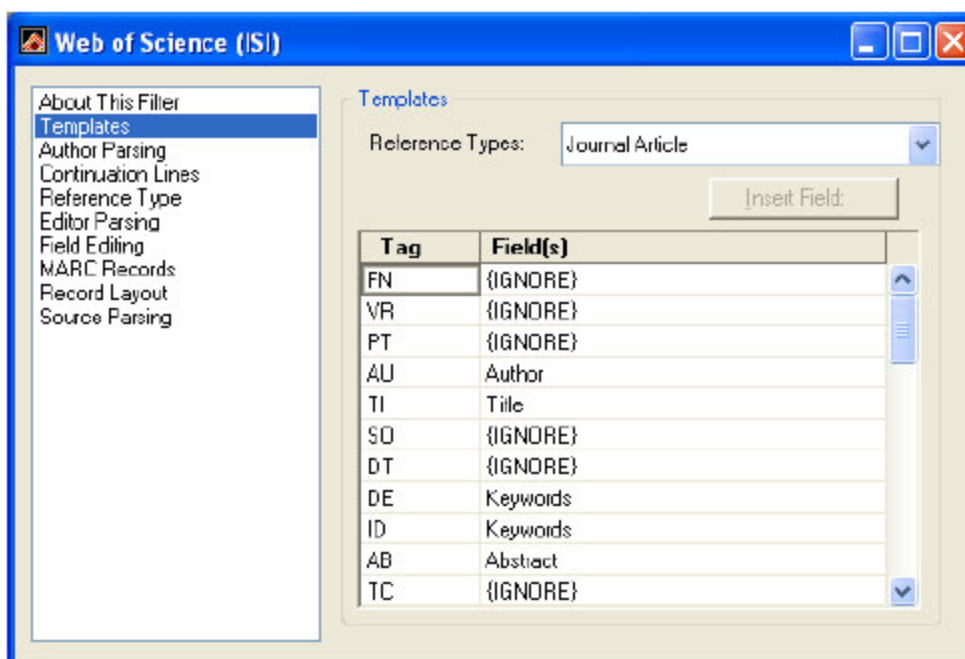 Web of Science (ISI)
About This Filter
Templates
Author Parsing
Continuation Lines
Reference Type
Editor Parsing
Field Editing
MARC Records
Record Layout
Source Parsing
Templates
Reference Types: Journal Article
Insert Field:
Tag Field(s)
FN {IGNORE}
VR {IGNORE}
PT {IGNORE}
AU Author
TI Title
SO {IGNORE}
DT {IGNORE}
DE Keywords
ID Keywords
AB Abstract
TC {IGNORE}